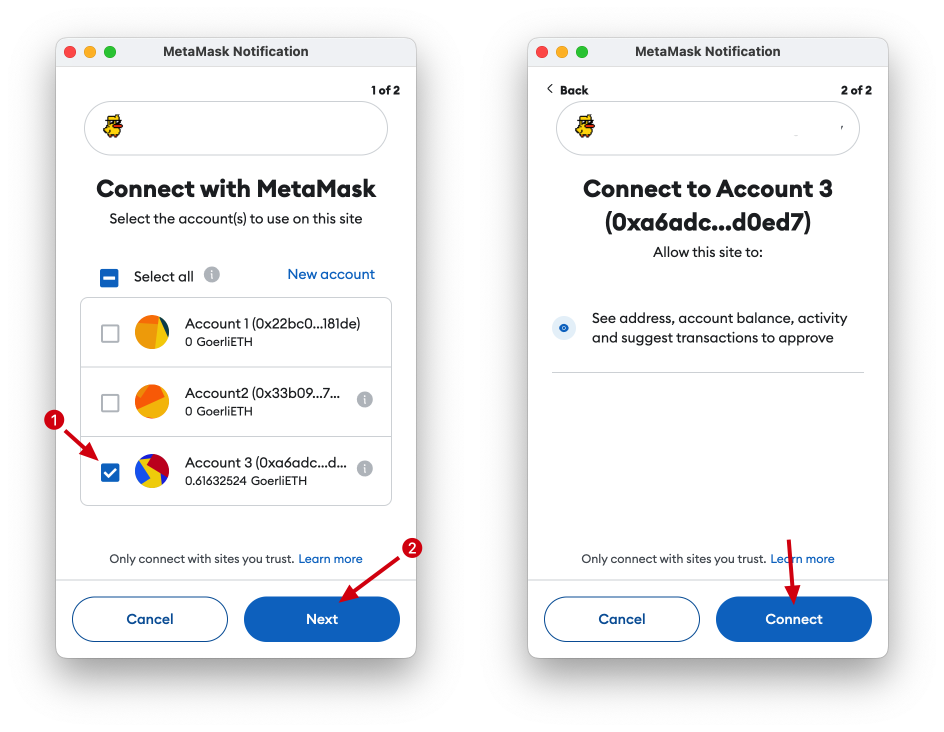 MetaMask Notification
1 of 2
Connect with MetaMask
Select the account(s) to use on this site
Select all
New account
Account 1 (0x22bc0...181de)
0 GoerliETH
Account2 (0x33b09...7...
0 GoerliETH
1
Account 3 (0xa6adc...d...
0.61632524 GoerliETH
Only connect with sites you trust. Learn more
2
Cancel
Next
MetaMask Notification
Back
2 of 2
Connect to Account 3
(0xa6adc...d0ed7)
Allow this site to:
See address, account balance, activity
and suggest transactions to approve
Only connect with sites you trust. Learn more
Cancel
Connect